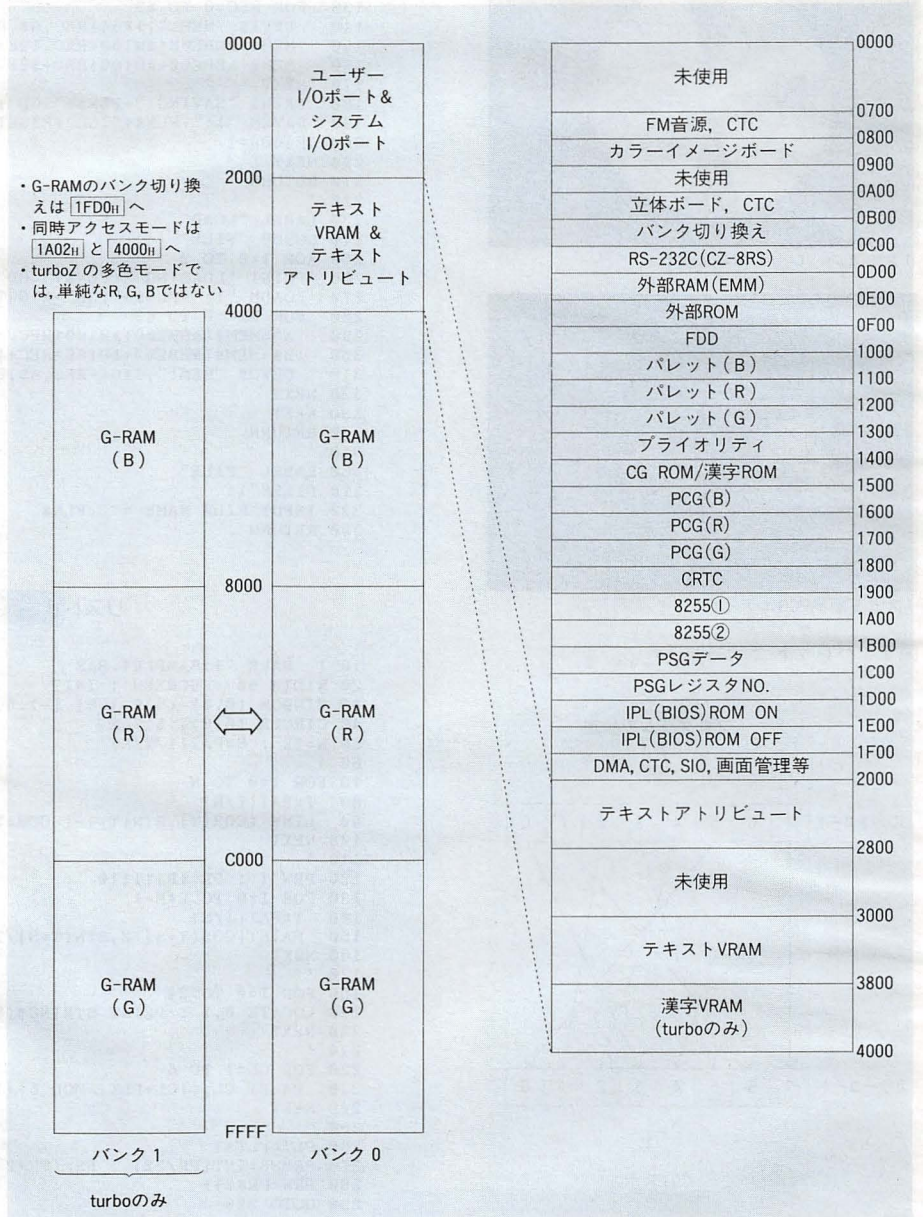 ・G-RAMのバンク切り換
えは 1FD0H へ
・同時アクセスモードは
1A02H と 4000H へ
・turboZ の多色モードで
は,単純なR, G, Bではない
G-RAM
(B)
G-RAM
(R)
G-RAM
(G)
バンク 1
turboのみ
0000
ユーザー
I/Oポート&
システム
I/Oポート
2000
テキスト
VRAM &
テキスト
アトリビュート
4000
G-RAM
(B)
8000
G-RAM
(R)
C000
G-RAM
(G)
FFFF
バンク 0
0000
未使用
0700
FM音源, CTC
0800
カラーイメージボード
0900
未使用
0A00
立体ボード, CTC
0B00
バンク切り換え
0C00
RS-232C(CZ-8RS)
0D00
外部RAM(EMM)
0E00
外部ROM
0F00
FDD
1000
パレット(B)
1100
パレット(R)
1200
パレット(G)
1300
プライオリティ
1400
CG ROM/漢字ROM
1500
PCG(B)
1600
PCG(R)
1700
PCG(G)
1800
CRTC
1900
8255①
1A00
8255②
1B00
PSGデータ
1C00
PSGレジスタNO.
1D00
IPL(BIOS)ROM ON
1E00
IPL(BIOS)ROM OFF
1F00
DMA, CTC, SIO, 画面管理等
2000
テキストアトリビュート
2800
未使用
3000
テキストVRAM
3800
漢字VRAM
(turboのみ)
4000